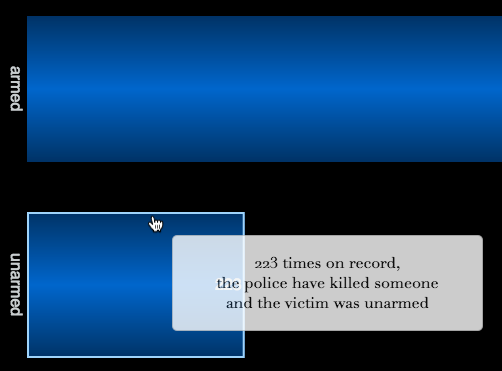 armed
unarmed
223 times on record,
the police have killed someone
and the victim was unarmed